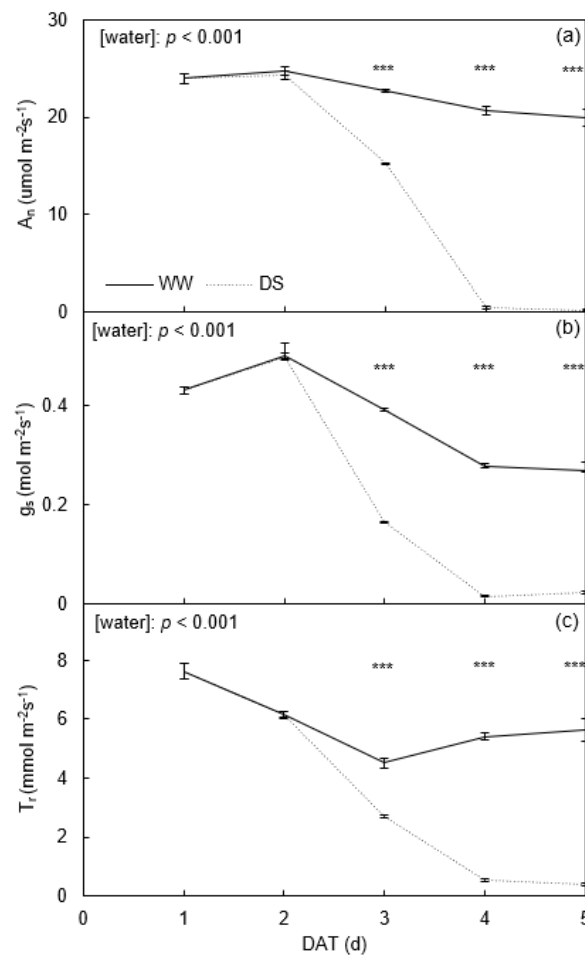 [water]: p < 0.001 (a)
*** *** ***
30
20
10
0
Aₙ (umol m⁻²s⁻¹)
WW DS
[water]: p < 0.001 (b)
*** *** ***
0.4
0.2
0
gₛ (mol m⁻²s⁻¹)
[water]: p < 0.001 (c)
*** *** ***
8
6
4
2
0
Tᵣ (mmol m⁻²s⁻¹)
0 1 2 3 4 5
DAT (d)